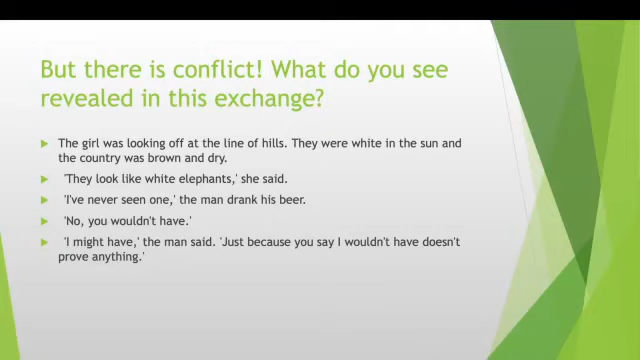 But there is conflict! What do you see
revealed in this exchange?
The girl was looking off at the line of hills. They were white in the sun and
the country was brown and dry.
'They look like white elephants,' she said.
'I've never seen one,' the man drank his beer.
'No, you wouldn't have.'
'I might have,' the man said. 'Just because you say I wouldn't have doesn't
prove anything.'